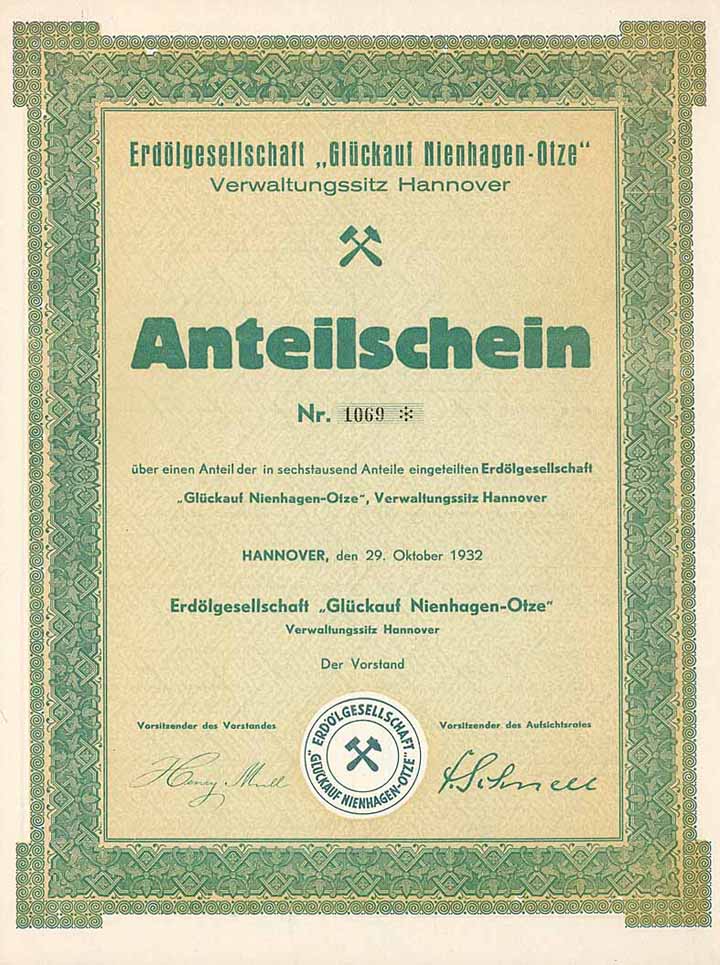 Erdölgesellschaft „Glückauf Nienhagen-Otze"
Verwaltungssitz Hannover
Anteilschein
Nr. 1069 *
über einen Anteil der in sechstausend Anteile eingeteilten Erdölgesellschaft
„Glückauf Nienhagen-Otze", Verwaltungssitz Hannover
HANNOVER, den 29. Oktober 1932
Erdölgesellschaft „Glückauf Nienhagen-Otze"
Verwaltungssitz Hannover
Der Vorstand
Vorsitzender des Vorstandes
Vorsitzender des Aufsichtsrates
ERDÖLGESELLSCHAFT
„GLÜCKAUF NIENHAGEN-OTZE"
Henry
Schnell